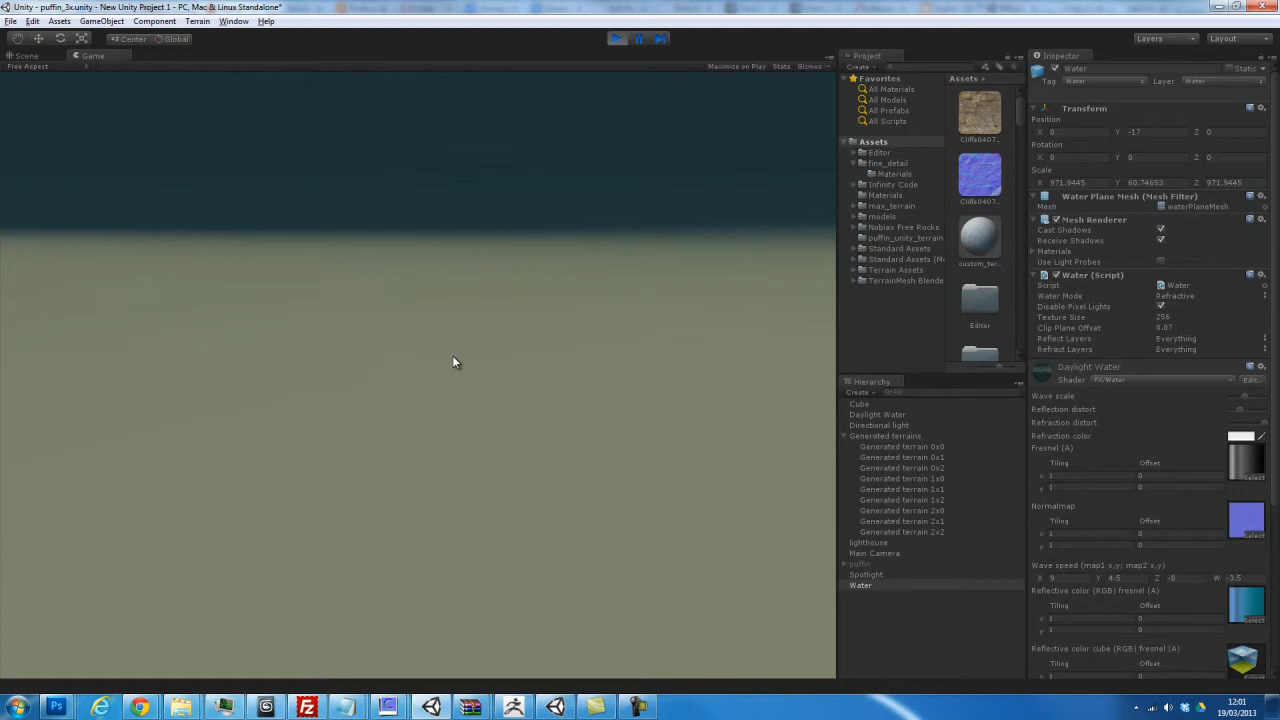 Unity - puffin_3x.unity - New Unity Project 1 - PC, Mac & Linux Standalone*
File Edit Assets GameObject Component Terrain Window Help
Center Global
Layers Layout
Scene Game
Free Aspect
Maximize on Play Stats Gizmos
Project
Create
Favorites
All Materials
All Models
All Prefabs
All Scripts
Assets
Editor
fine_detail
Materials
Infinity Code
Materials
max_terrain
models
Nobiax Free Rocks
puffin_unity_terrain
Standard Assets
Standard Assets (Mo
Terrain Assets
TerrainMesh Blende
Assets
Cliffs0407...
Cliffs0407...
custom_ter...
Editor
Hierarchy
Create All
Cube
Daylight Water
Directional light
Generated terrains
Generated terrain 0x0
Generated terrain 0x1
Generated terrain 0x2
Generated terrain 1x0
Generated terrain 1x1
Generated terrain 1x2
Generated terrain 2x0
Generated terrain 2x1
Generated terrain 2x2
lighthouse
Main Camera
puffin
Spotlight
Water
Inspector
Water Static
Tag Water Layer Water
Transform
Position
X 0 Y -17 Z 0
Rotation
X 0 Y 0 Z 0
Scale
X 971.9445 Y 60.74653 Z 971.9445
Water Plane Mesh (Mesh Filter)
Mesh waterPlaneMesh
Mesh Renderer
Cast Shadows
Receive Shadows
Materials
Use Light Probes
Water (Script)
Script Water
Water Mode Refractive
Disable Pixel Lights
Texture Size 256
Clip Plane Offset 0.07
Reflect Layers Everything
Refract Layers Everything
Daylight Water
Shader FX/Water Edit...
Wave scale
Reflection distort
Refraction distort
Refraction color
Fresnel (A)
Tiling Offset
x 1 0
y 1 0
Select
Normalmap
Tiling Offset
x 1 0
y 1 0
Select
Wave speed (map1 x,y; map2 x,y)
X 9 Y 4.5 Z -8 W -3.5
Reflective color (RGB) fresnel (A)
Tiling Offset
x 1 0
y 1 0
Select
Reflective color cube (RGB) fresnel (A)
Tiling Offset
x 1 0
Ps
Fz
12:01
19/03/2013